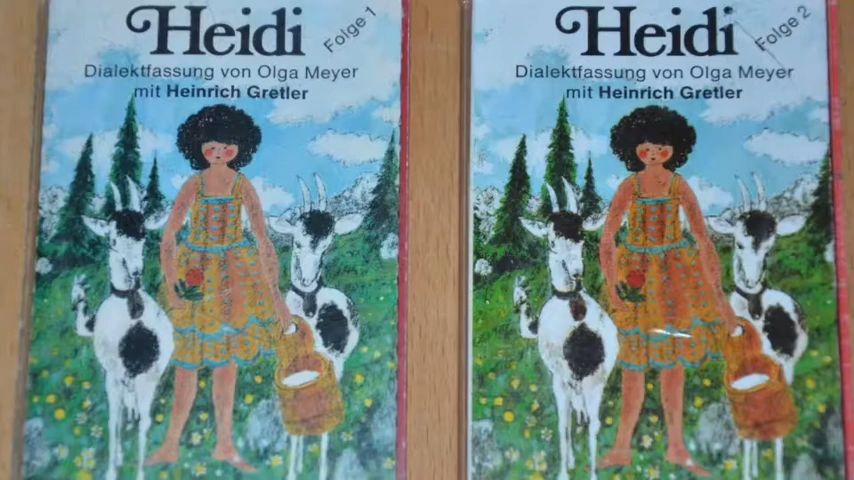 Heidi
Folge 1
Dialektfassung von Olga Meyer
mit Heinrich Gretler
Heidi
Folge 2
Dialektfassung von Olga Meyer
mit Heinrich Gretler